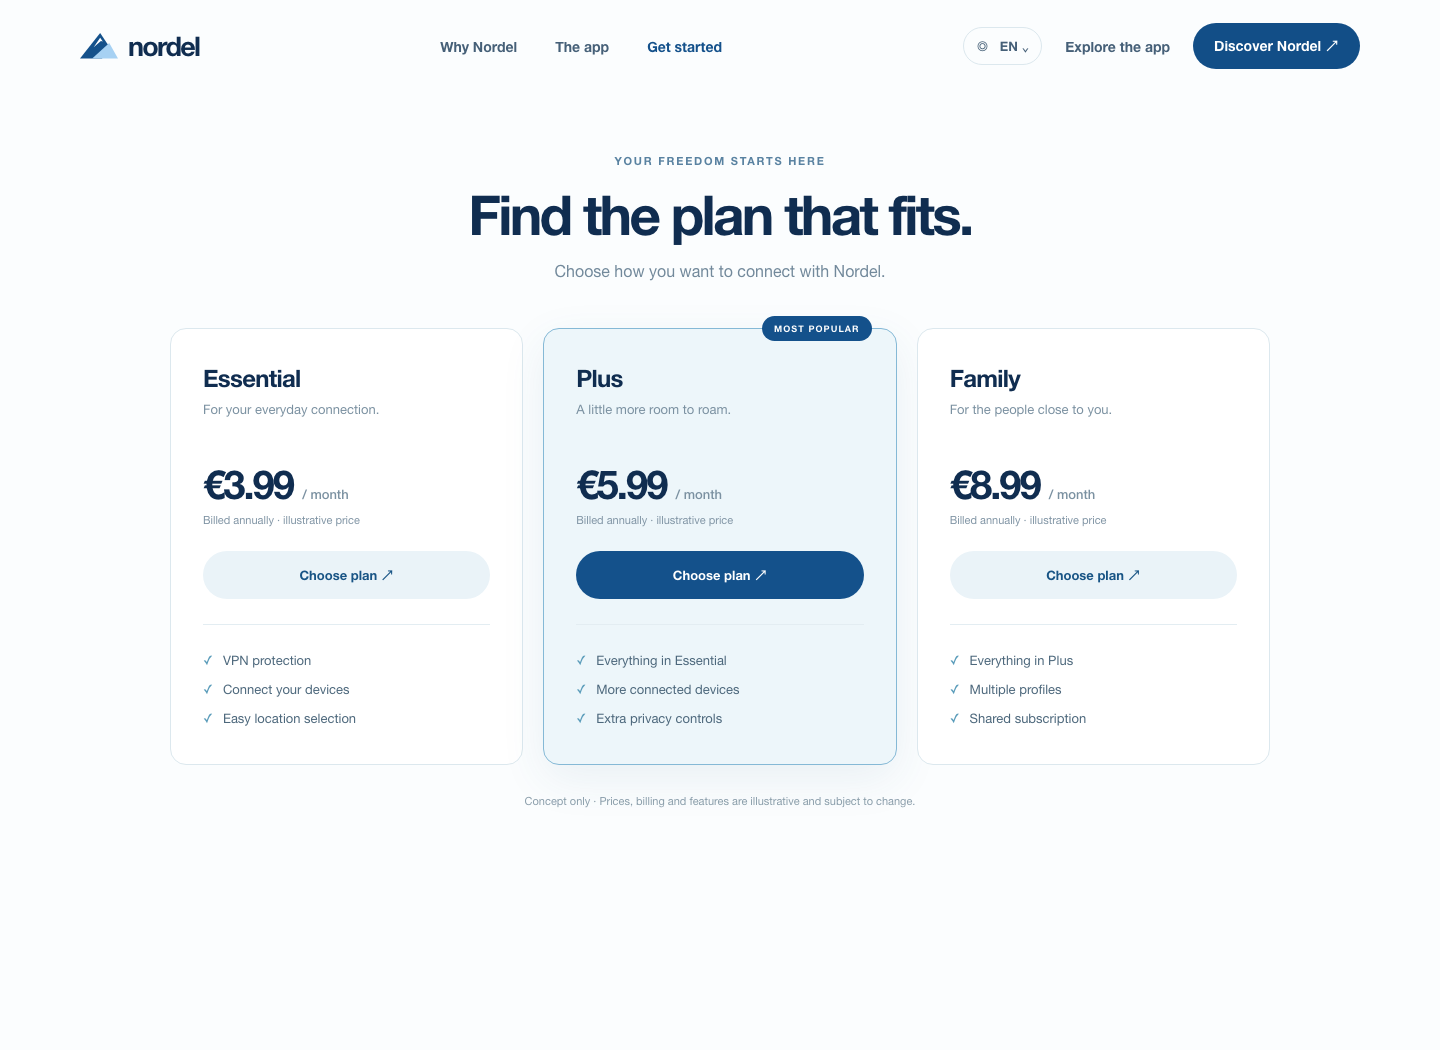 nordel
Why Nordel
The app
Get started
EN
Explore the app
Discover Nordel ↗
YOUR FREEDOM STARTS HERE
Find the plan that fits.
Choose how you want to connect with Nordel.
Essential
For your everyday connection.
€3.99 / month
Billed annually · illustrative price
Choose plan ↗
✓ VPN protection
✓ Connect your devices
✓ Easy location selection
MOST POPULAR
Plus
A little more room to roam.
€5.99 / month
Billed annually · illustrative price
Choose plan ↗
✓ Everything in Essential
✓ More connected devices
✓ Extra privacy controls
Family
For the people close to you.
€8.99 / month
Billed annually · illustrative price
Choose plan ↗
✓ Everything in Plus
✓ Multiple profiles
✓ Shared subscription
Concept only · Prices, billing and features are illustrative and subject to change.